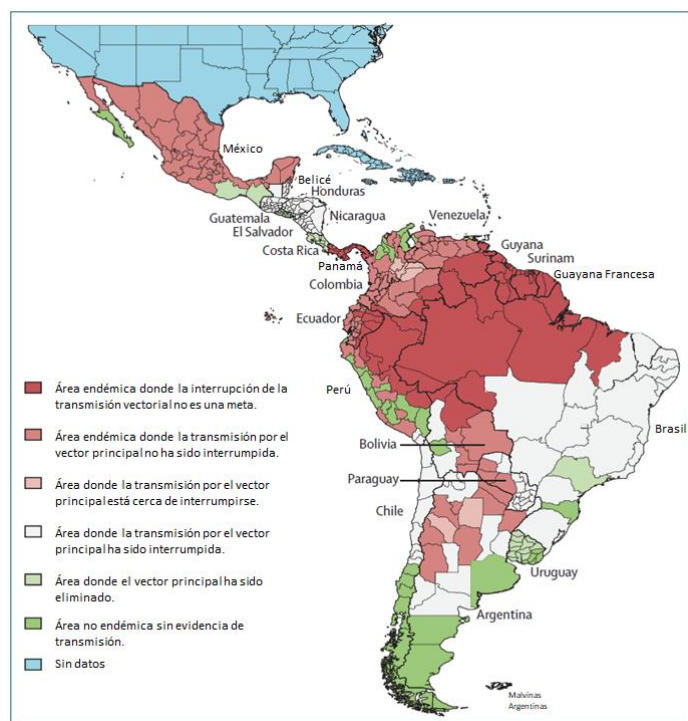 México
Belicé
Honduras
Guatemala
Nicaragua
El Salvador
Costa Rica
Venezuela
Panamá
Guyana
Surinam
Colombia
Guayana Francesa
Ecuador
Perú
Brasil
Bolivia
Paraguay
Chile
Uruguay
Argentina
Malvinas
Argentinas
Área endémica donde la interrupción de la
transmisión vectorial no es una meta.
Área endémica donde la transmisión por el
vector principal no ha sido interrumpida.
Área donde la transmisión por el vector
principal está cerca de interrumpirse.
Área donde la transmisión por el vector
principal ha sido interrumpida.
Área donde el vector principal ha sido
eliminado.
Área no endémica sin evidencia de
transmisión.
Sin datos